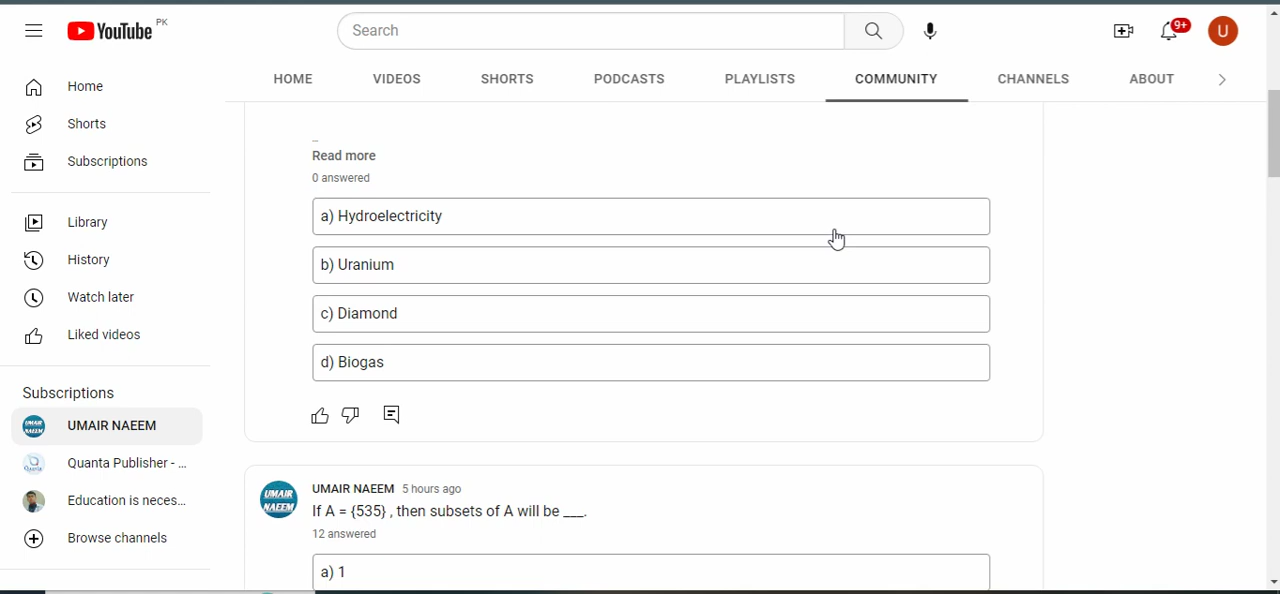 YouTube PK
Search
9+
U
HOME VIDEOS SHORTS PODCASTS PLAYLISTS COMMUNITY CHANNELS ABOUT
Home
Shorts
Subscriptions
Library
History
Watch later
Liked videos
Subscriptions
UMAIR NAEEM
Quanta Publisher - ...
Education is neces...
Browse channels
Read more
0 answered
a) Hydroelectricity
b) Uranium
c) Diamond
d) Biogas
UMAIR NAEEM
UMAIR NAEEM 5 hours ago
If A = {535} , then subsets of A will be ___.
12 answered
a) 1